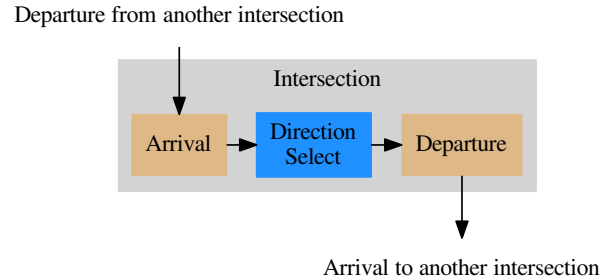 Departure from another intersection
Intersection
Arrival
Direction
Select
Departure
Arrival to another intersection